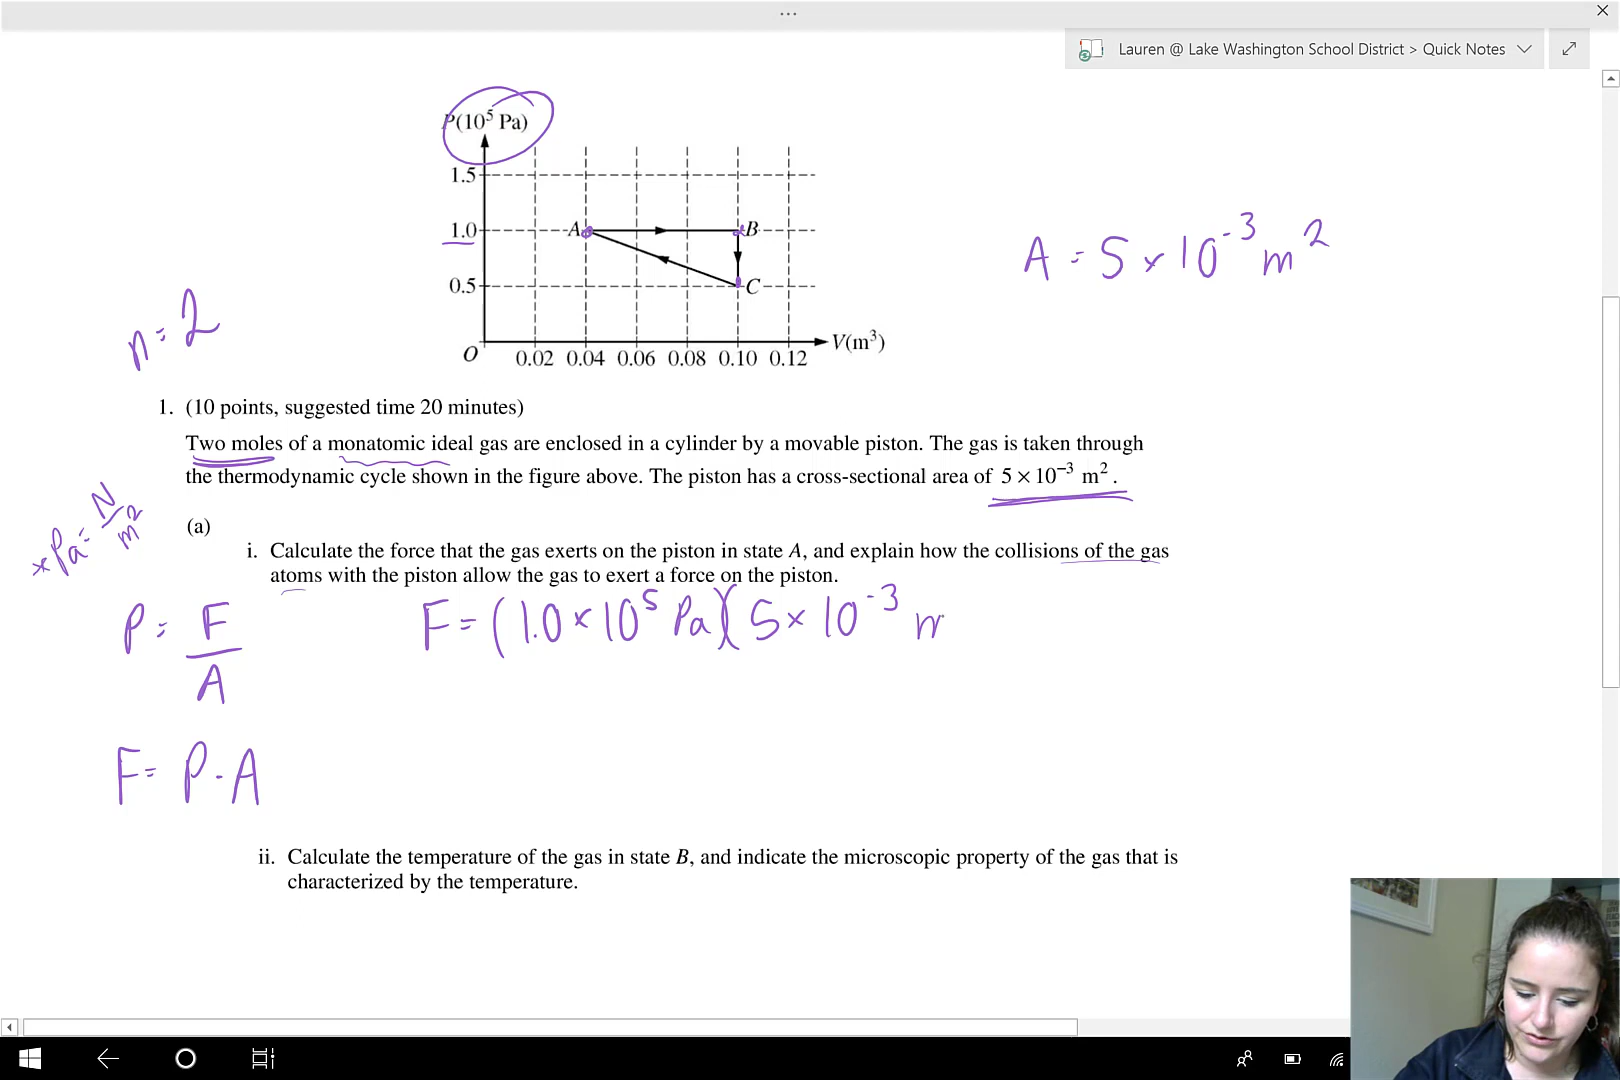 Lauren @ Lake Washington School District > Quick Notes
P(10⁵ Pa)
1.5
1.0
0.5
A
B
C
O
0.02 0.04 0.06 0.08 0.10 0.12
V(m³)
A = 5 × 10⁻³ m²
n = 2
1. (10 points, suggested time 20 minutes)
Two moles of a monatomic ideal gas are enclosed in a cylinder by a movable piston. The gas is taken through
the thermodynamic cycle shown in the figure above. The piston has a cross-sectional area of 5 × 10⁻³ m².
*Pa = N/m²
(a)
i. Calculate the force that the gas exerts on the piston in state A, and explain how the collisions of the gas
atoms with the piston allow the gas to exert a force on the piston.
P = F/A
F = (1.0 × 10⁵ Pa)(5 × 10⁻³ m
F = P · A
ii. Calculate the temperature of the gas in state B, and indicate the microscopic property of the gas that is
characterized by the temperature.